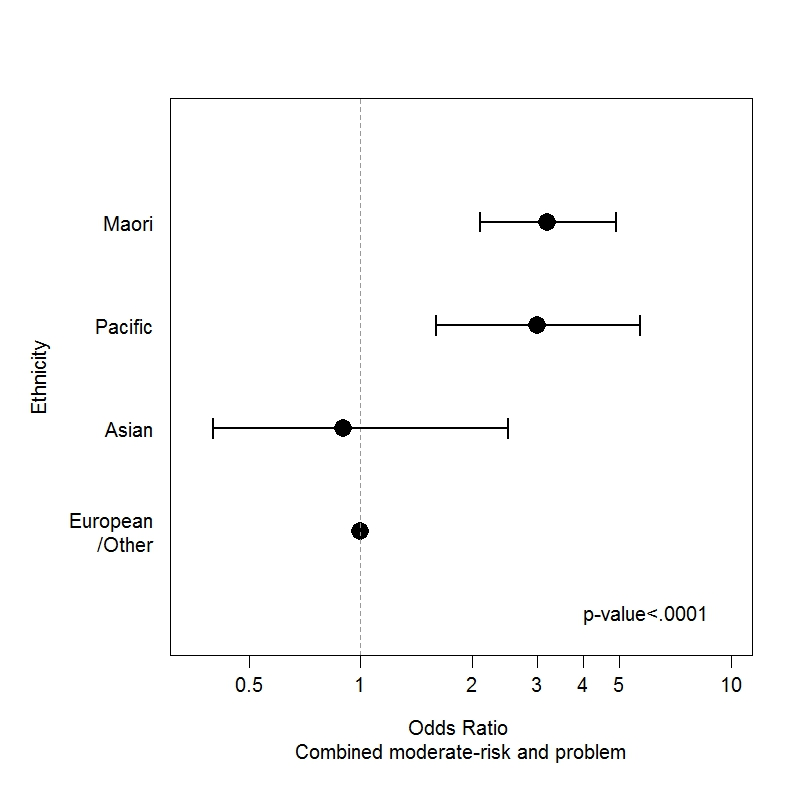 Maori
Pacific
Asian
European
/Other
Ethnicity
p-value<.0001
0.5 1 2 3 4 5 10
Odds Ratio
Combined moderate-risk and problem